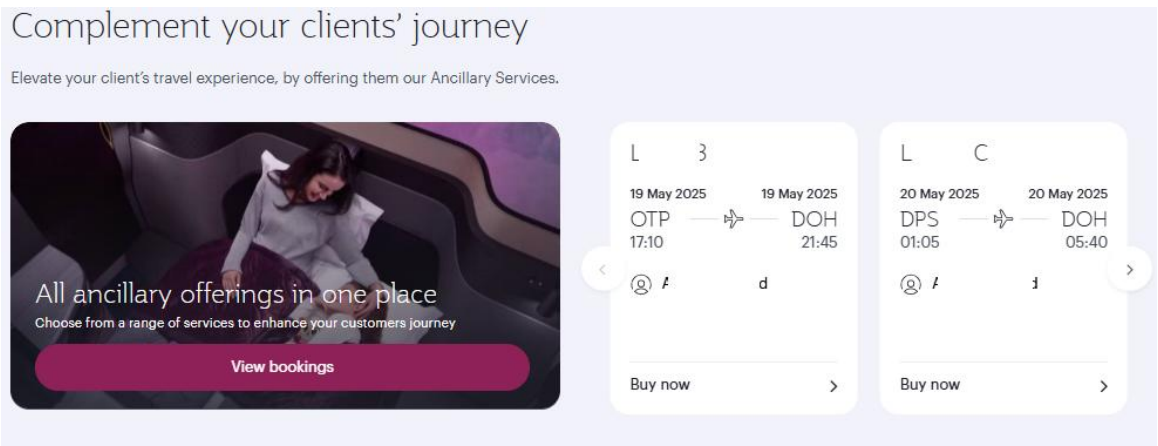 Complement your clients' journey
Elevate your client's travel experience, by offering them our Ancillary Services.
All ancillary offerings in one place
Choose from a range of services to enhance your customers journey
View bookings
19 May 2025 19 May 2025
OTP DOH
17:10 21:45
Buy now
20 May 2025 20 May 2025
DPS DOH
01:05 05:40
Buy now